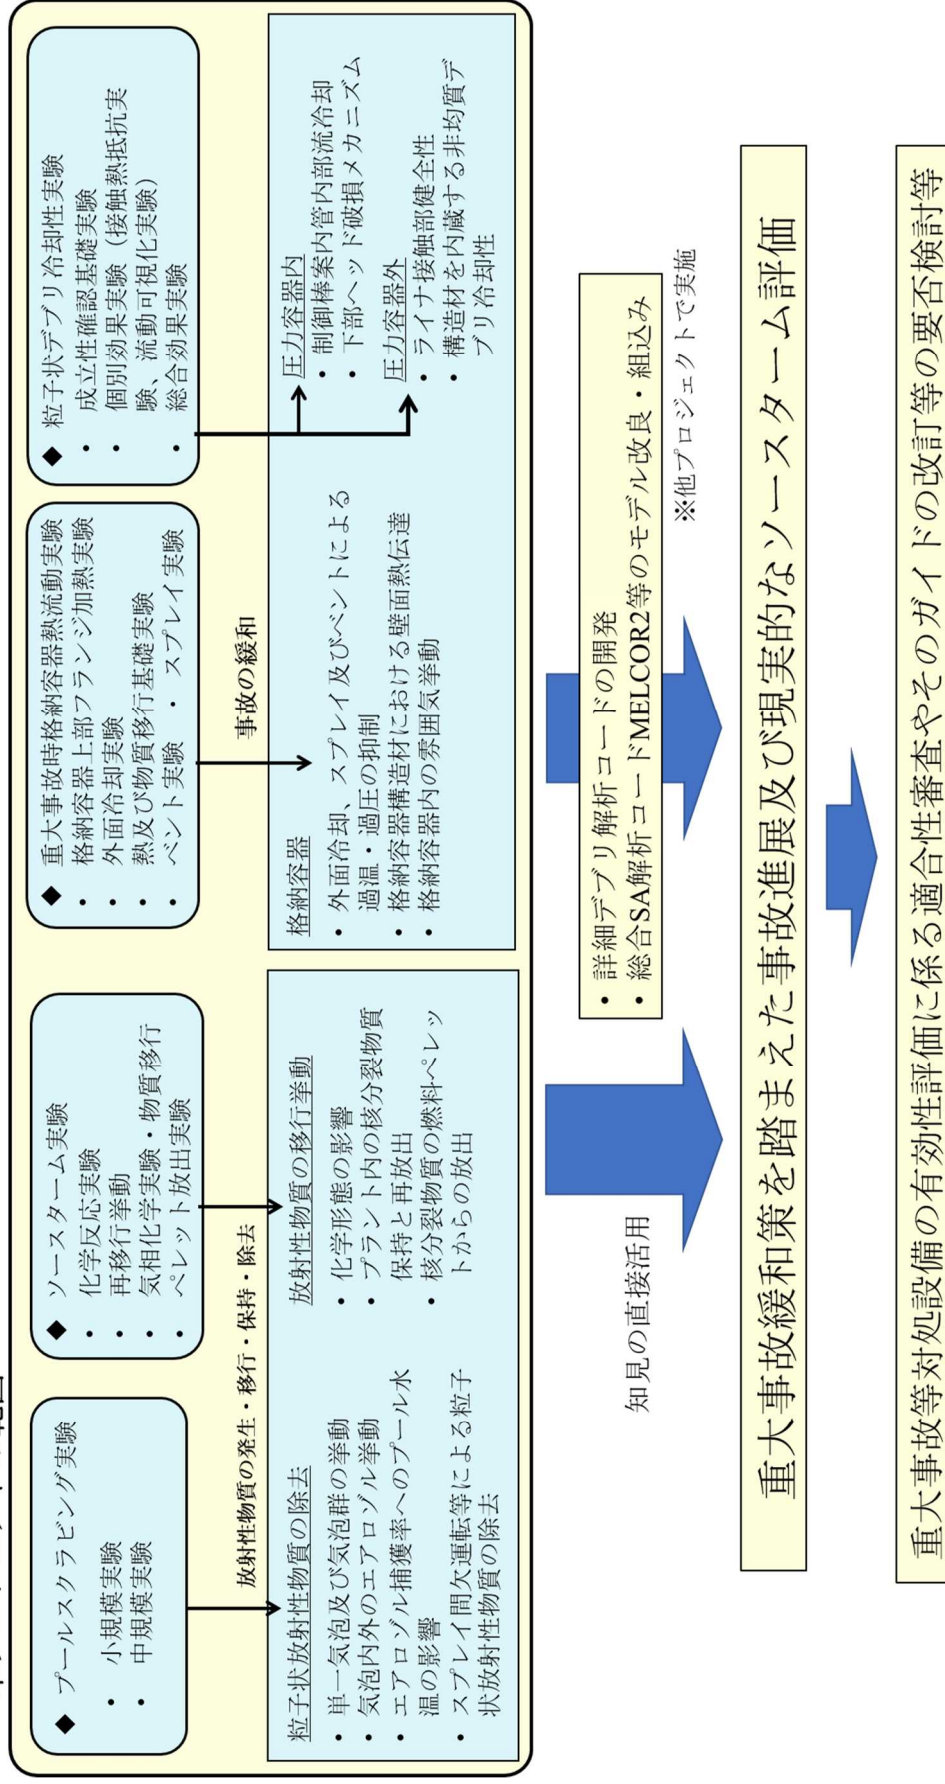 ◆ プールスクラビング実験
• 小規模実験
• 中規模実験
◆ ソースターム実験
• 化学反応実験
• 再移行挙動
• 気相化学実験・物質移行
• ペレット放出実験
◆ 重大事故時格納容器熱流動実験
• 格納容器上部フランジ加熱実験
• 外面冷却実験
• 熱及び物質移行基礎実験
• ベント実験 ・スプレイ実験
◆ 粒子状デブリ冷却性実験
• 成立性確認基礎実験
• 個別効果実験（接触熱抵抗実
験、流動可視化実験）
• 総合効果実験
放射性物質の発生・移行・保持・除去
事故の緩和
粒子状放射性物質の除去
• 単一気泡及び気泡群の挙動
• 気泡内外のエアロゾル挙動
• エアロゾル捕獲率へのプール水
温の影響
• スプレイ間欠運転等による粒子
状放射性物質の除去
放射性物質の移行挙動
• 化学形態の影響
• プラント内の核分裂物質
保持と再放出
• 核分裂物質の燃料ペレッ
トからの放出
格納容器
• 外面冷却、スプレイ及びベントによる
過温・過圧の抑制
• 格納容器構造材における壁面熱伝達
• 格納容器内の雰囲気挙動
圧力容器内
• 制御棒案内管内部流冷却
• 下部ヘッド破損メカニズム
圧力容器外
• ライナ接触部健全性
• 構造材を内蔵する非均質デ
ブリ冷却性
知見の直接活用
• 詳細デブリ解析コードの開発
• 総合SA解析コードMELCOR2等のモデル改良・組込み
※他プロジェクトで実施
重大事故緩和策を踏まえた事故進展及び現実的なソースターム評価
重大事故等対処設備の有効性評価に係る適合性審査やそのガイドの改訂等の要否検討等